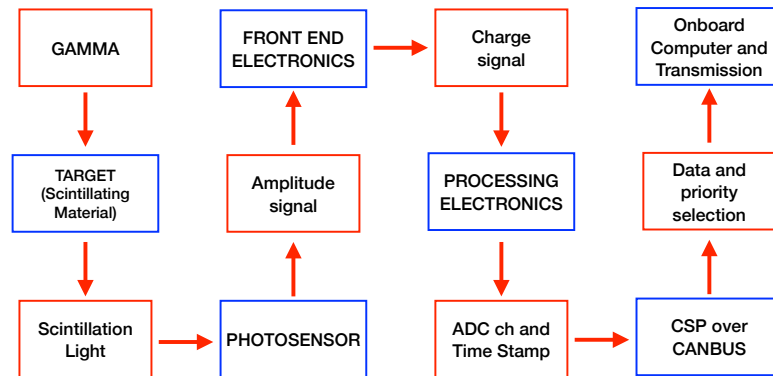 GAMMA
TARGET
(Scintillating
Material)
Scintillation
Light
PHOTOSENSOR
Amplitude
signal
FRONT END
ELECTRONICS
Charge
signal
PROCESSING
ELECTRONICS
ADC ch and
Time Stamp
CSP over
CANBUS
Data and
priority
selection
Onboard
Computer and
Transmission